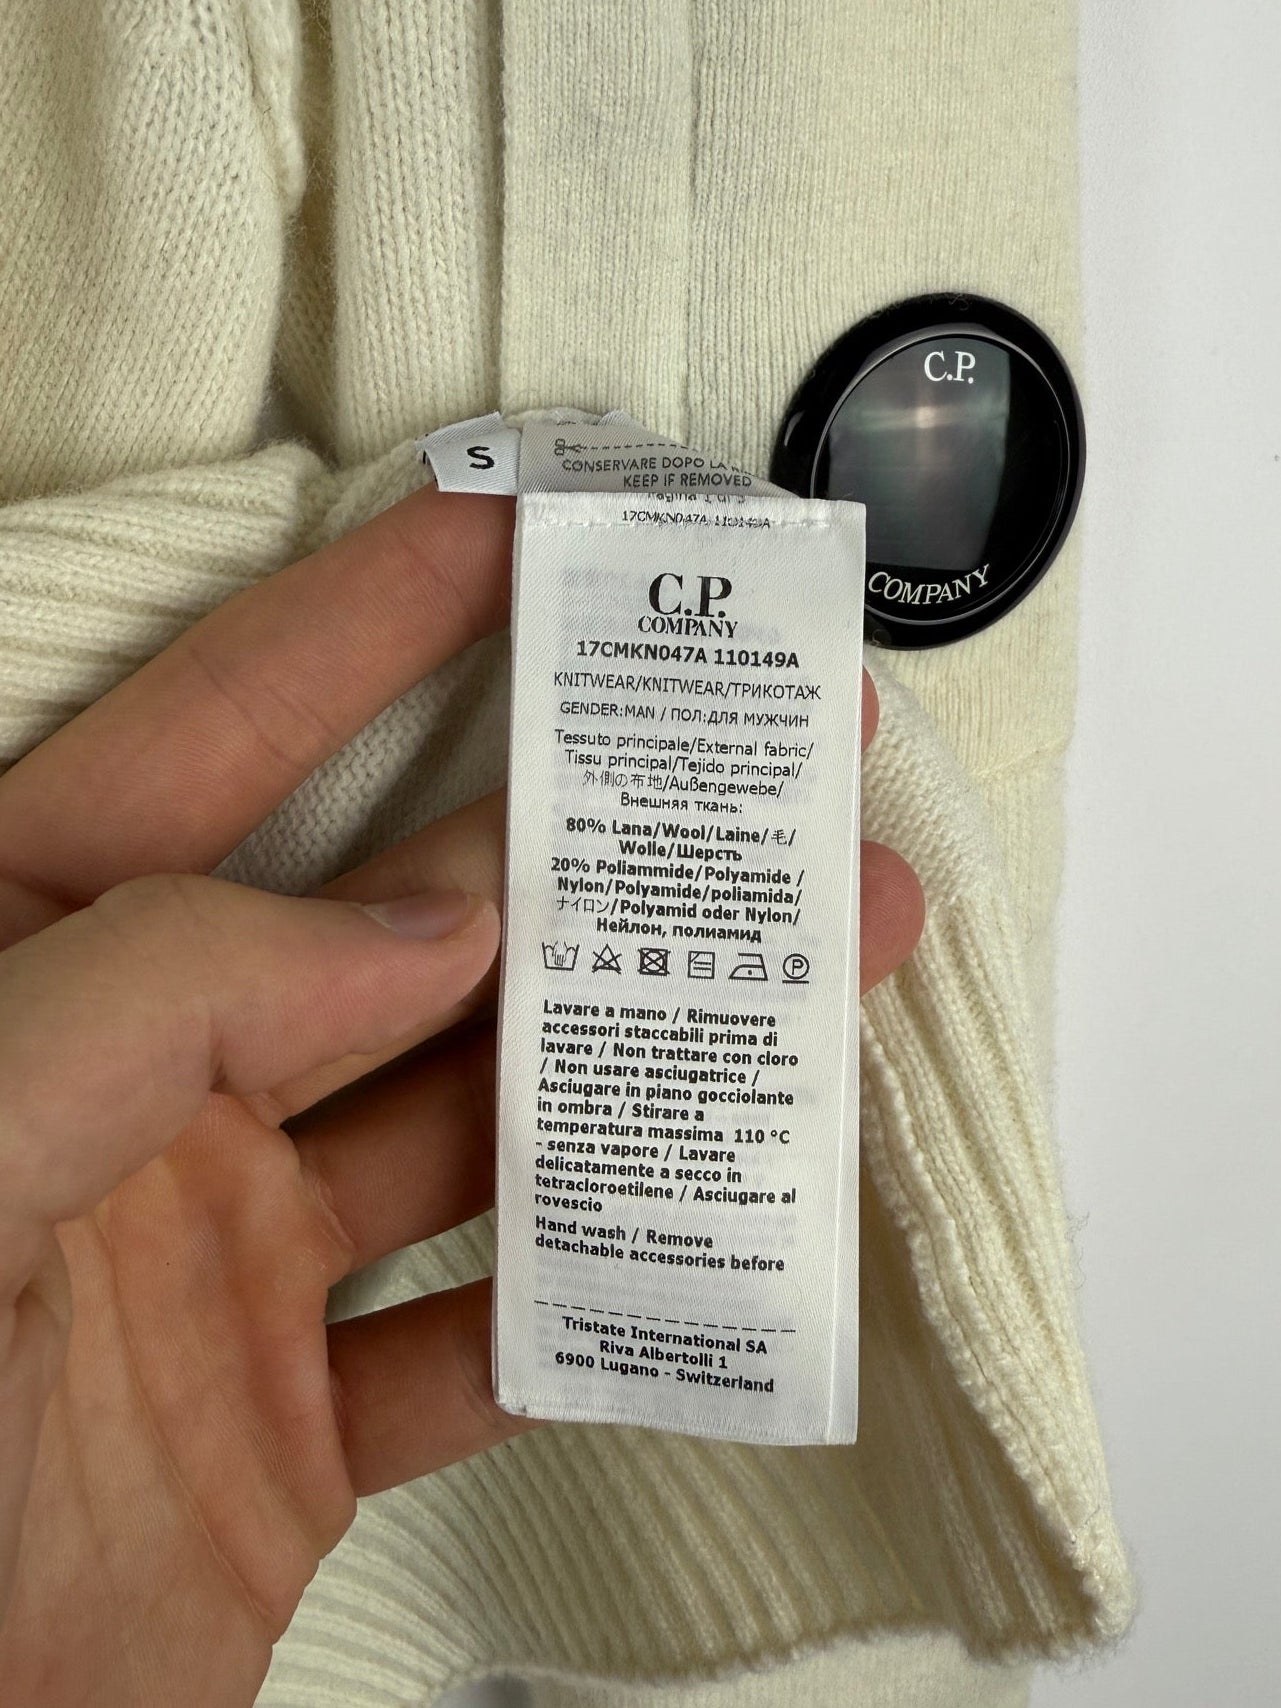 C.P.
COMPANY
S
CONSERVARE DOPO LA
KEEP IF REMOVED
Pagina 1 di 5
17CMKN047A 110149A
C.P.
COMPANY
17CMKN047A 110149A
KNITWEAR/KNITWEAR/ТРИКОТАЖ
GENDER:MAN / ПОЛ:ДЛЯ МУЖЧИН
Tessuto principale/External fabric/
Tissu principal/Tejido principal/
外側の布地/Außengewebe/
Внешняя ткань:
80% Lana/Wool/Laine/毛/
Wolle/Шерсть
20% Poliammide/Polyamide /
Nylon/Polyamide/poliamida/
ナイロン/Polyamid oder Nylon/
Нейлон, полиамид
P
Lavare a mano / Rimuovere
accessori staccabili prima di
lavare / Non trattare con cloro
/ Non usare asciugatrice /
Asciugare in piano gocciolante
in ombra / Stirare a
temperatura massima 110 °C
- senza vapore / Lavare
delicatamente a secco in
tetracloroetilene / Asciugare al
rovescio
Hand wash / Remove
detachable accessories before
Tristate International SA
Riva Albertolli 1
6900 Lugano - Switzerland